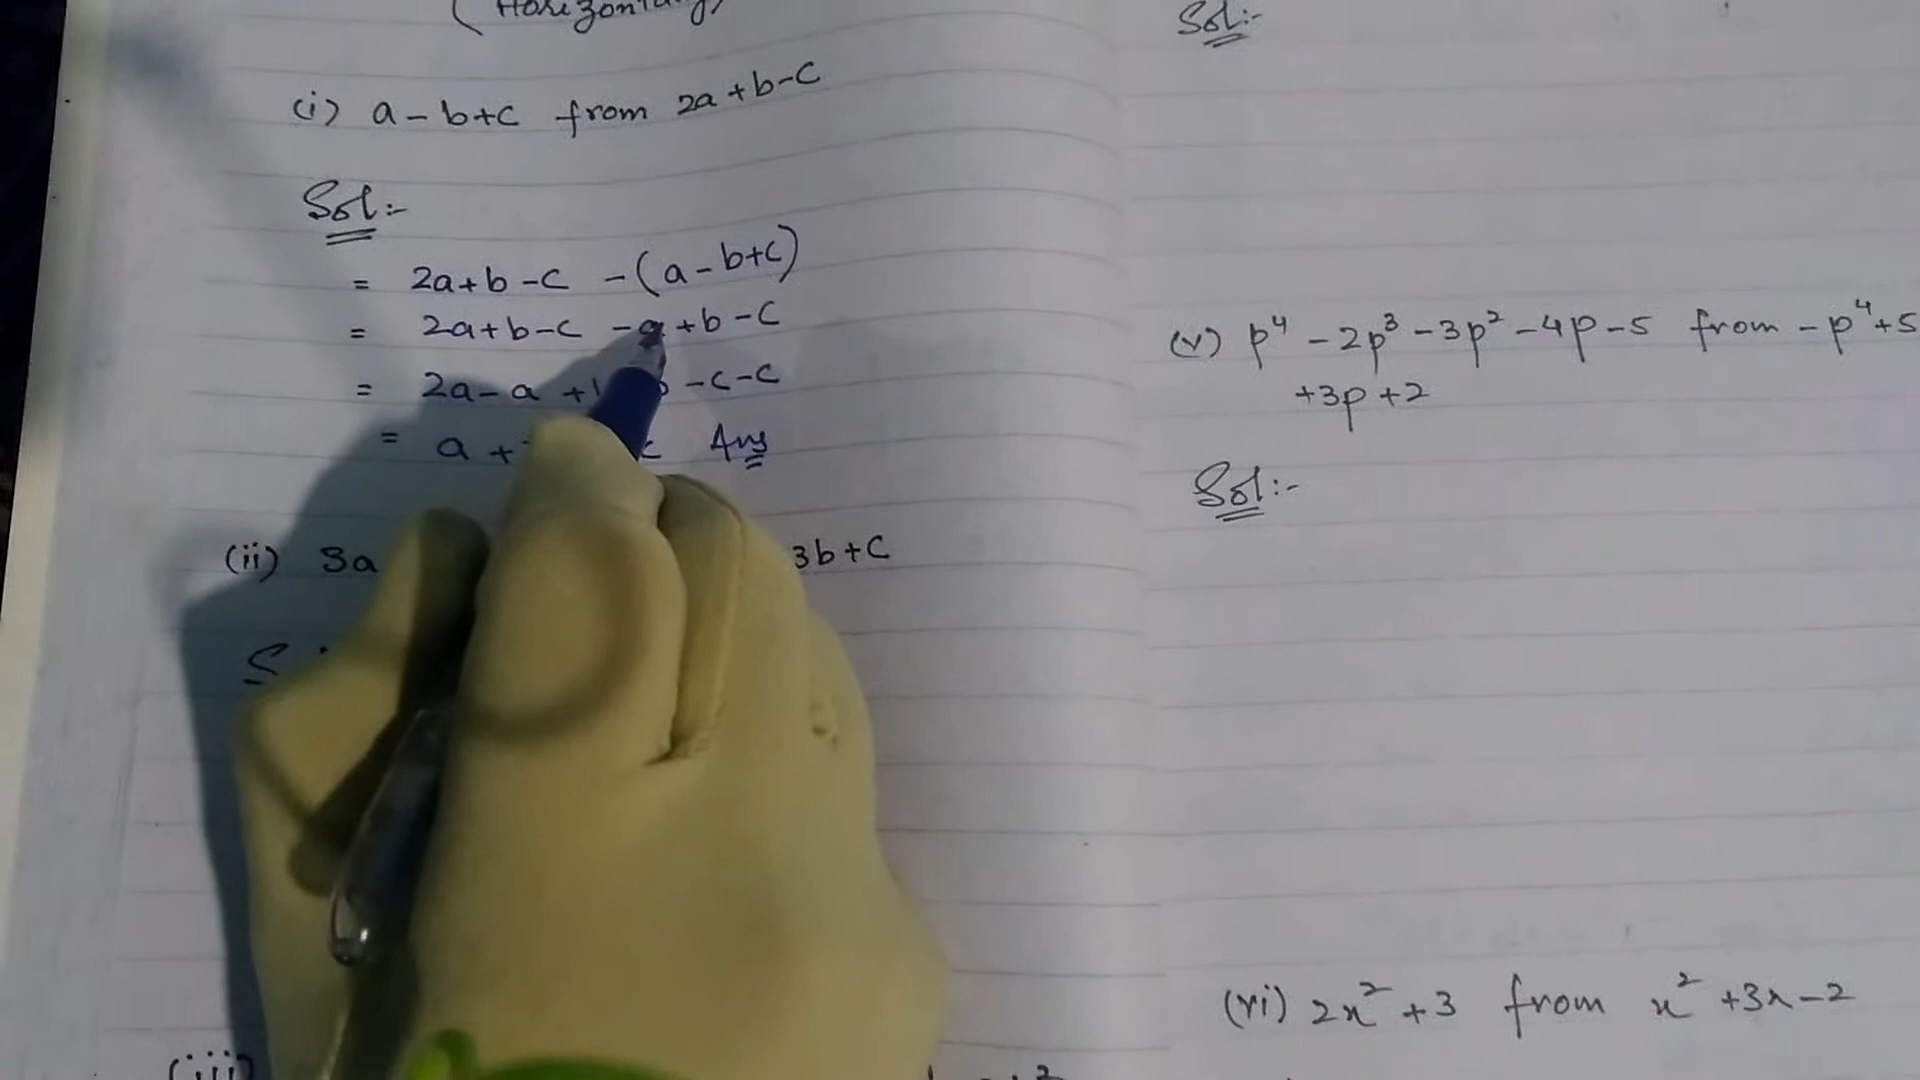 (Horizontally)
(i) a - b + c from 2a + b - c
Sol:-
= 2a + b - c - (a - b + c)
= 2a + b - c - a + b - c
= 2a - a + b - c - c
= a + c Ans
(ii) 3a 3b + c
(iii)
Sol:-
(v) p⁴ - 2p³ - 3p² - 4p - 5 from - p⁴ + 5
+ 3p + 2
Sol:-
(vi) 2x² + 3 from x² + 3x - 2